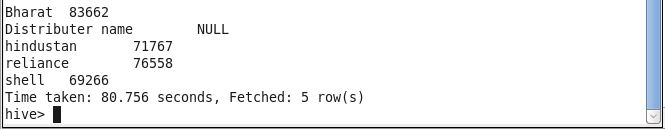 Bharat  83662
Distributer name        NULL
hindustan       71767
reliance        76558
shell   69266
Time taken: 80.756 seconds, Fetched: 5 row(s)
hive>